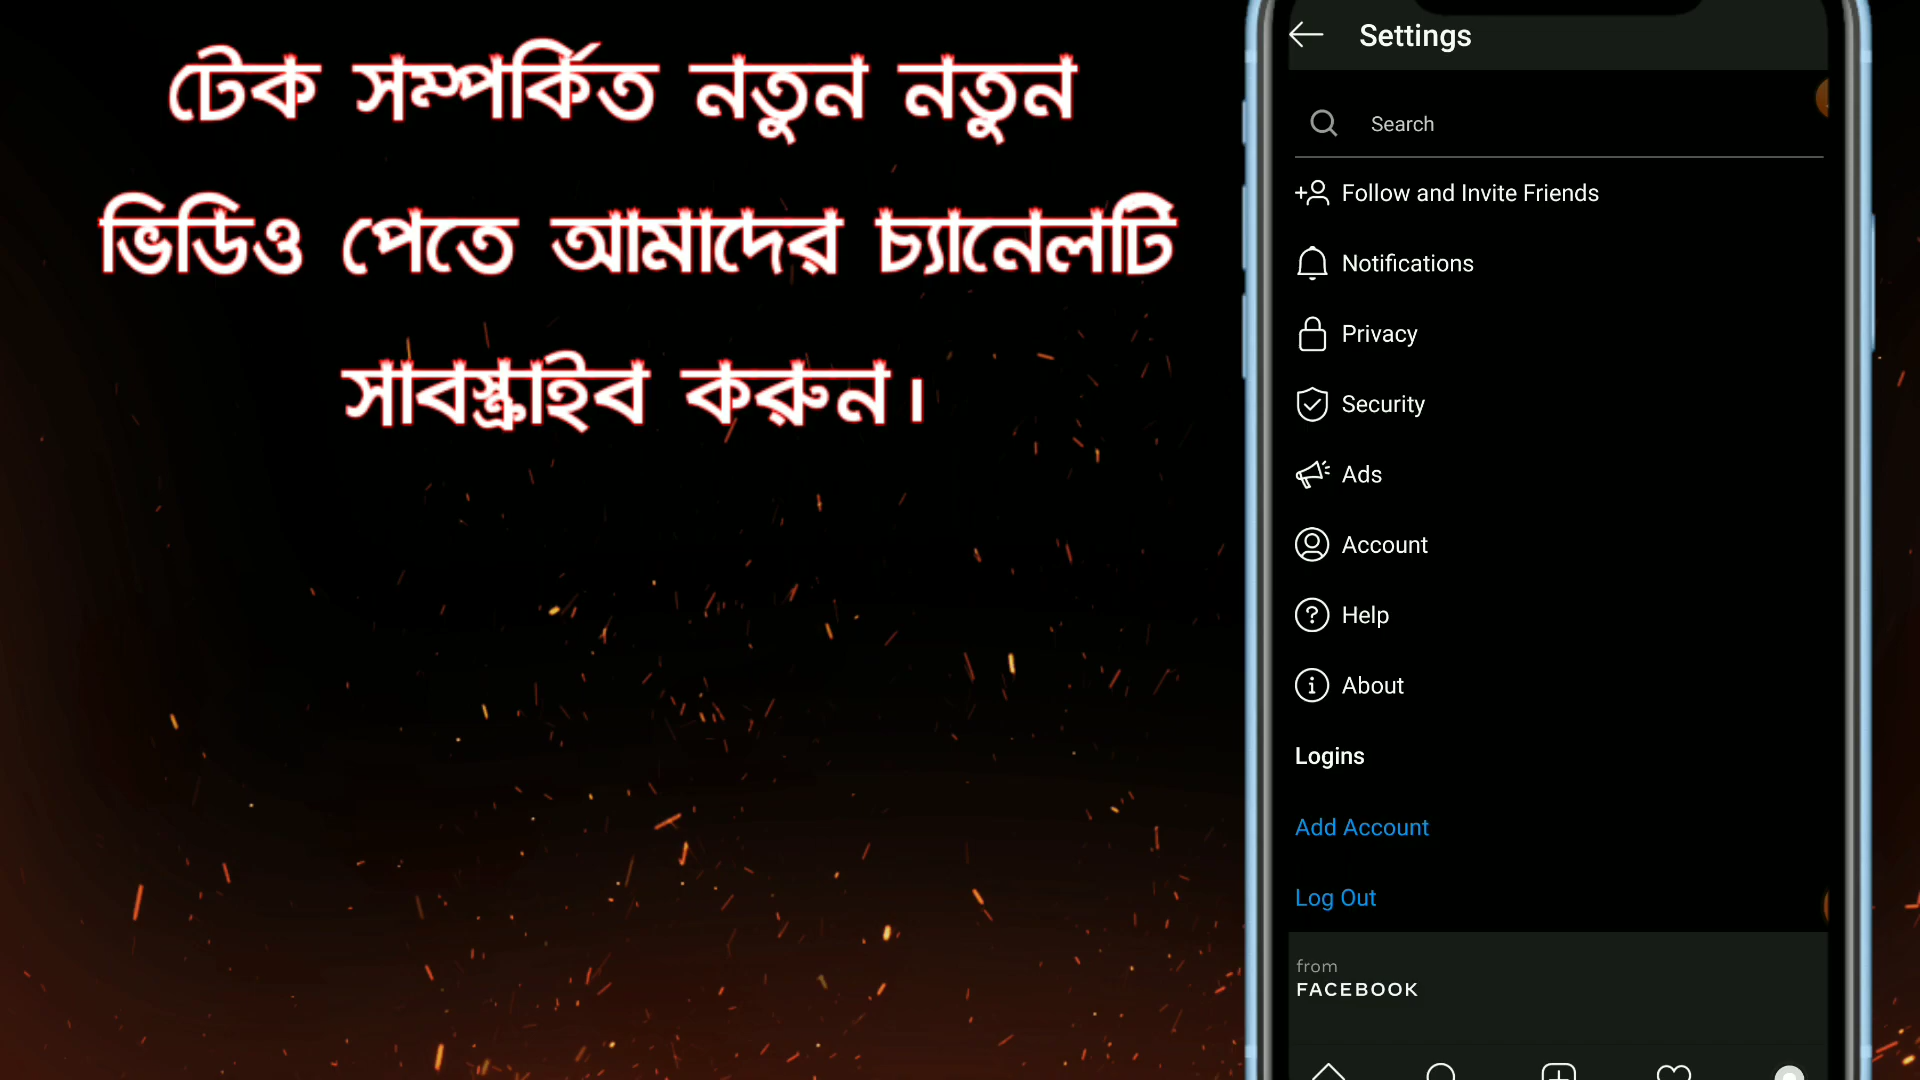 টেক সম্পর্কিত নতুন নতুন
ভিডিও পেতে আমাদের চ্যানেলটি
সাবস্ক্রাইব করুন।
Settings
Search
Follow and Invite Friends
Notifications
Privacy
Security
Ads
Account
Help
About
Logins
Add Account
Log Out
from
FACEBOOK